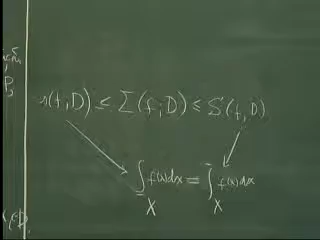 s(f,D) ≤ Σ(f,D) ≤ S(f,D)
∫ f(x)dx = ∫ f(x)dx
X X